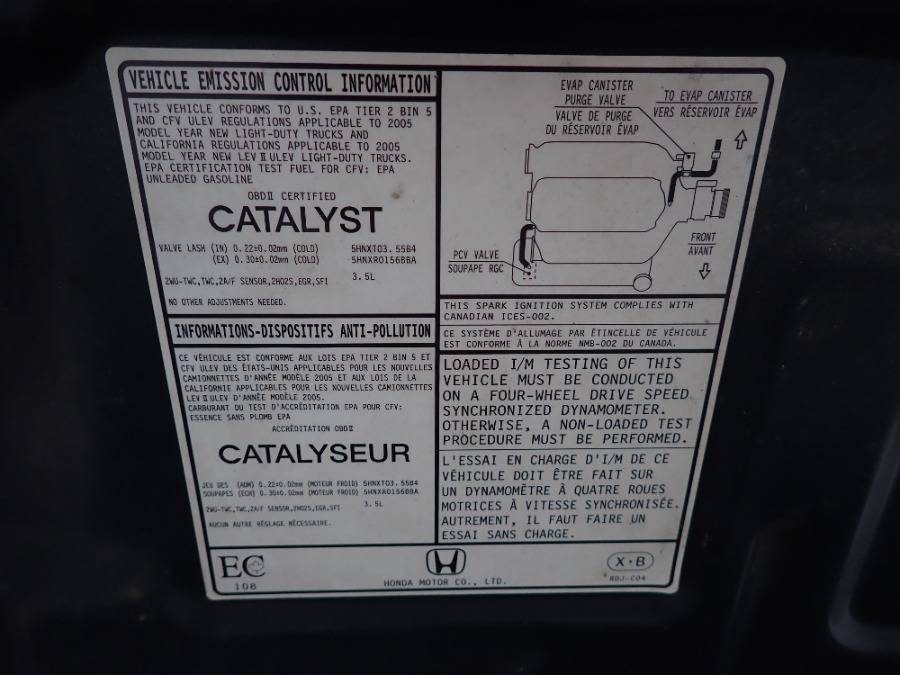 VEHICLE EMISSION CONTROL INFORMATION
THIS VEHICLE CONFORMS TO U.S. EPA TIER 2 BIN 5
AND CFV ULEV REGULATIONS APPLICABLE TO 2005
MODEL YEAR NEW LIGHT-DUTY TRUCKS AND
CALIFORNIA REGULATIONS APPLICABLE TO 2005
MODEL YEAR NEW LEV II ULEV LIGHT-DUTY TRUCKS.
EPA CERTIFICATION TEST FUEL FOR CFV: EPA
UNLEADED GASOLINE
OBD II CERTIFIED
CATALYST
VALVE LASH (IN) 0.22±0.02mm (COLD) 5HNXT03.55B4
(EX) 0.30±0.02mm (COLD) 5HNXR0156BBA
2WU-TWC,TWC,2A/F SENSOR,2HO2S,EGR,SFI 3.5L
NO OTHER ADJUSTMENTS NEEDED.
INFORMATIONS-DISPOSITIFS ANTI-POLLUTION
CE VÉHICULE EST CONFORME AUX LOIS EPA TIER 2 BIN 5 ET
CFV ULEV DES ÉTATS-UNIS APPLICABLES POUR LES NOUVELLES
CAMIONNETTES D'ANNÉE MODÈLE 2005 ET AUX LOIS DE LA
CALIFORNIE APPLICABLES POUR LES NOUVELLES CAMIONNETTES
LEV II ULEV D'ANNÉE MODÈLE 2005.
CARBURANT DU TEST D'ACCRÉDITATION EPA POUR CFV:
ESSENCE SANS PLOMB EPA
ACCRÉDITATION OBD II
CATALYSEUR
JEU DES (ADM) 0.22±0.02mm (MOTEUR FROID) 5HNXT03.55B4
SOUPAPES (ECH) 0.30±0.02mm (MOTEUR FROID) 5HNXR0156BBA
2WU-TWC,TWC,2A/F SENSOR,2HO2S,EGR,SFI 3.5L
AUCUN AUTRE RÉGLAGE NÉCESSAIRE.
EVAP CANISTER
PURGE VALVE
VALVE DE PURGE
DU RÉSERVOIR ÉVAP
TO EVAP CANISTER
VERS RÉSERVOIR ÉVAP
FRONT
AVANT
PCV VALVE
SOUPAPE RGC
THIS SPARK IGNITION SYSTEM COMPLIES WITH
CANADIAN ICES-002.
CE SYSTÈME D'ALLUMAGE PAR ÉTINCELLE DE VÉHICULE
EST CONFORME À LA NORME NMB-002 DU CANADA.
LOADED I/M TESTING OF THIS
VEHICLE MUST BE CONDUCTED
ON A FOUR-WHEEL DRIVE SPEED
SYNCHRONIZED DYNAMOMETER.
OTHERWISE, A NON-LOADED TEST
PROCEDURE MUST BE PERFORMED.
L'ESSAI EN CHARGE D'I/M DE CE
VÉHICULE DOIT ÊTRE FAIT SUR
UN DYNAMOMÈTRE À QUATRE ROUES
MOTRICES À VITESSE SYNCHRONISÉE.
AUTREMENT, IL FAUT FAIRE UN
ESSAI SANS CHARGE.
EC
108
HONDA MOTOR CO., LTD.
X·B
RDJ-C04